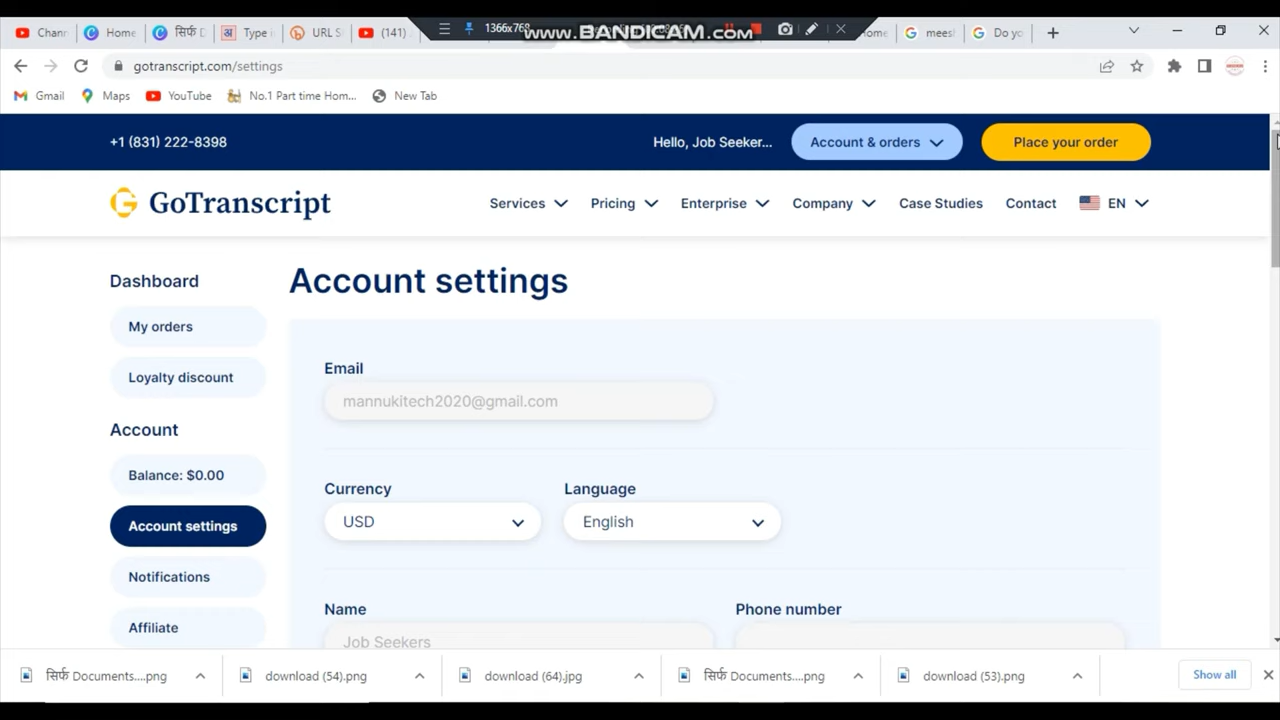 Chann
Home
सिर्फ D
Type i
URL S
(141)
1366x768
www.BANDICAM.com
ome
meesh
Do yo
gotranscript.com/settings
Gmail
Maps
YouTube
No.1 Part time Hom...
New Tab
+1 (831) 222-8398
Hello, Job Seeker...
Account & orders
Place your order
GoTranscript
Services
Pricing
Enterprise
Company
Case Studies
Contact
EN
Dashboard
My orders
Loyalty discount
Account
Balance: $0.00
Account settings
Notifications
Affiliate
Account settings
Email
mannukitech2020@gmail.com
Currency
Language
USD
English
Name
Phone number
Job Seekers
सिर्फ Documents....png
download (54).png
download (64).jpg
सिर्फ Documents....png
download (53).png
Show all